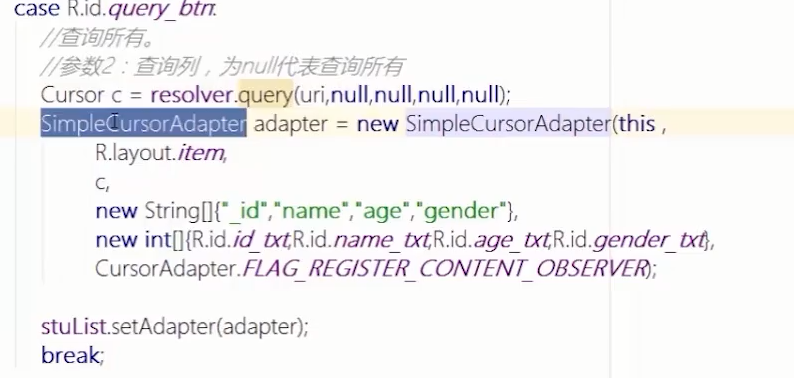 case R.id.query_btn:
//查询所有。
//参数2：查询列，为null代表查询所有
Cursor c = resolver.query(uri,null,null,null,null);
SimpleCursorAdapter adapter = new SimpleCursorAdapter(this ,
R.layout.item,
c,
new String[]{"_id","name","age","gender"},
new int[]{R.id.id_txt,R.id.name_txt,R.id.age_txt,R.id.gender_txt},
CursorAdapter.FLAG_REGISTER_CONTENT_OBSERVER);
stuList.setAdapter(adapter);
break;